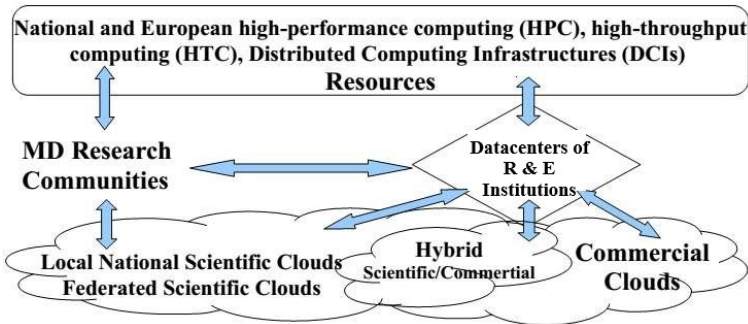 National and European high-performance computing (HPC), high-throughput
computing (HTC), Distributed Computing Infrastructures (DCIs)
Resources
MD Research
Communities
Datacenters of
R & E
Institutions
Local National Scientific Clouds
Federated Scientific Clouds
Hybrid
Scientific/Commertial
Commercial
Clouds